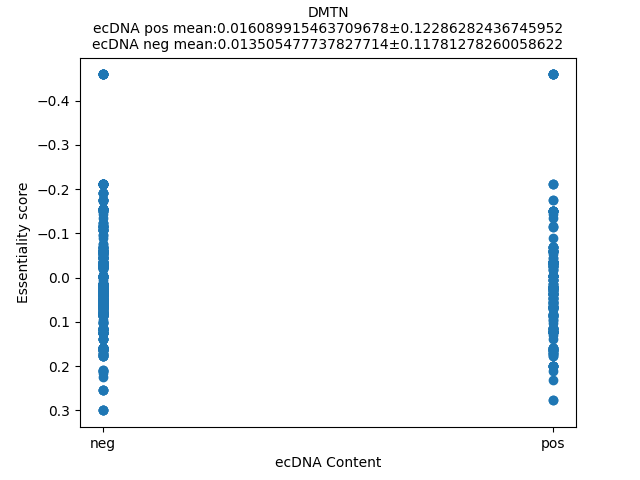 DMTN
ecDNA pos mean:0.016089915463709678±0.12286282436745952
ecDNA neg mean:0.013505477737827714±0.11781278260058622
−0.4
−0.3
−0.2
−0.1
0.0
0.1
0.2
0.3
Essentiality score
neg
pos
ecDNA Content